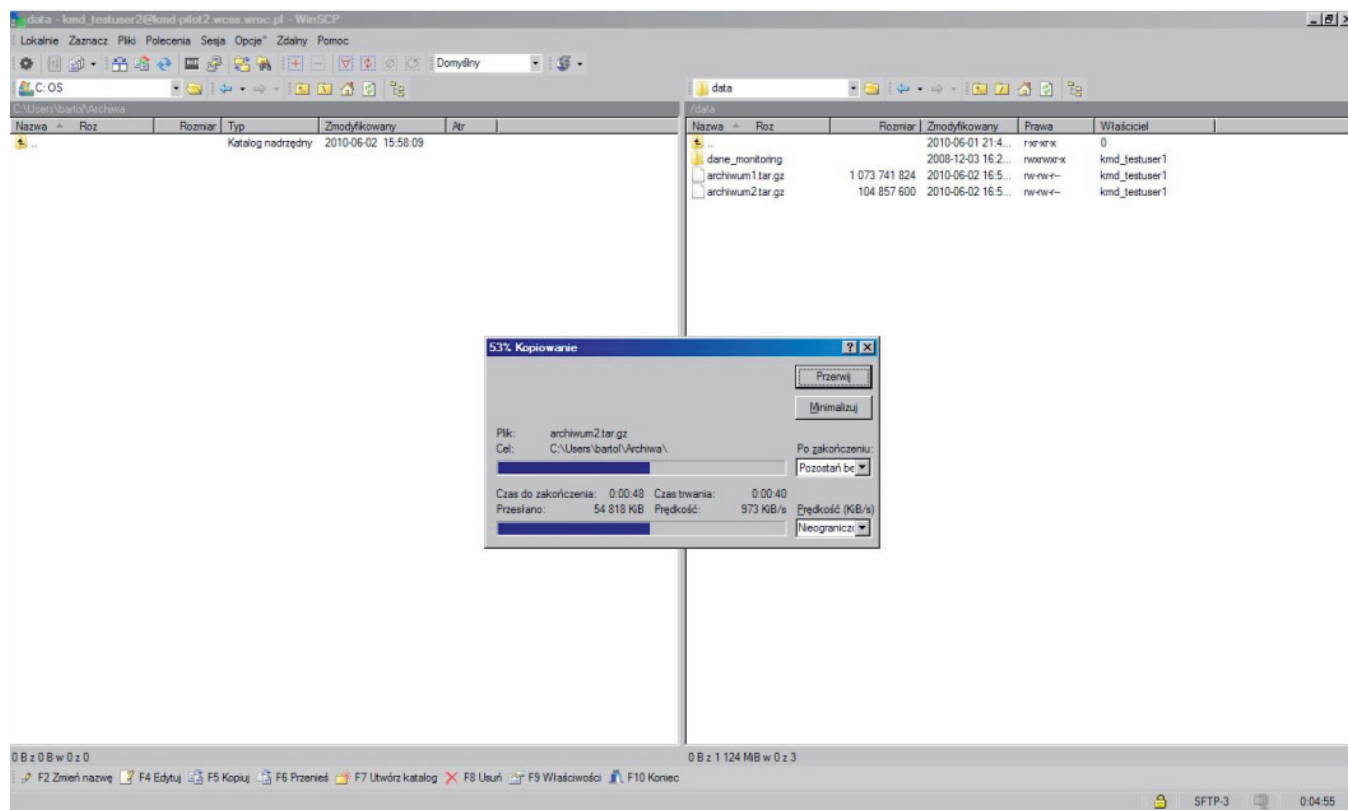 data - kmd_testuser2@kmd-pilot2.wcss.wroc.pl - WinSCP
Lokalnie Zaznacz Pliki Polecenia Sesja Opcje" Zdalny Pomoc
Domyślny
C: OS
data
C:\Users\bartol\Archiwa
/data
Nazwa Roz Rozmiar Typ Zmodyfikowany Atr
Nazwa Roz Rozmiar Zmodyfikowany Prawa Właściciel
.. Katalog nadrzędny 2010-06-02 15:58:09
.. 2010-06-01 21:4... r-xr-xr-x 0
dane_monitoring 2008-12-03 16:2... rwxrwxr-x kmd_testuser1
archiwum1.tar.gz 1 073 741 824 2010-06-02 16:5... rw-rw-r-- kmd_testuser1
archiwum2.tar.gz 104 857 600 2010-06-02 16:5... rw-rw-r-- kmd_testuser1
53% Kopiowanie
Przerwij
Minimalizuj
Plik: archiwum2.tar.gz
Cel: C:\Users\bartol\Archiwa\
Po zakończeniu:
Pozostań be
Czas do zakończenia: 0:00:48 Czas trwania: 0:00:40
Przesłano: 54 818 KiB Prędkość: 973 KiB/s Prędkość (KiB/s)
Nieogranicz
0 B z 0 B w 0 z 0
0 B z 1 124 MiB w 0 z 3
F2 Zmień nazwę F4 Edytuj F5 Kopiuj F6 Przenieś F7 Utwórz katalog F8 Usuń F9 Właściwości F10 Koniec
SFTP-3 0:04:55